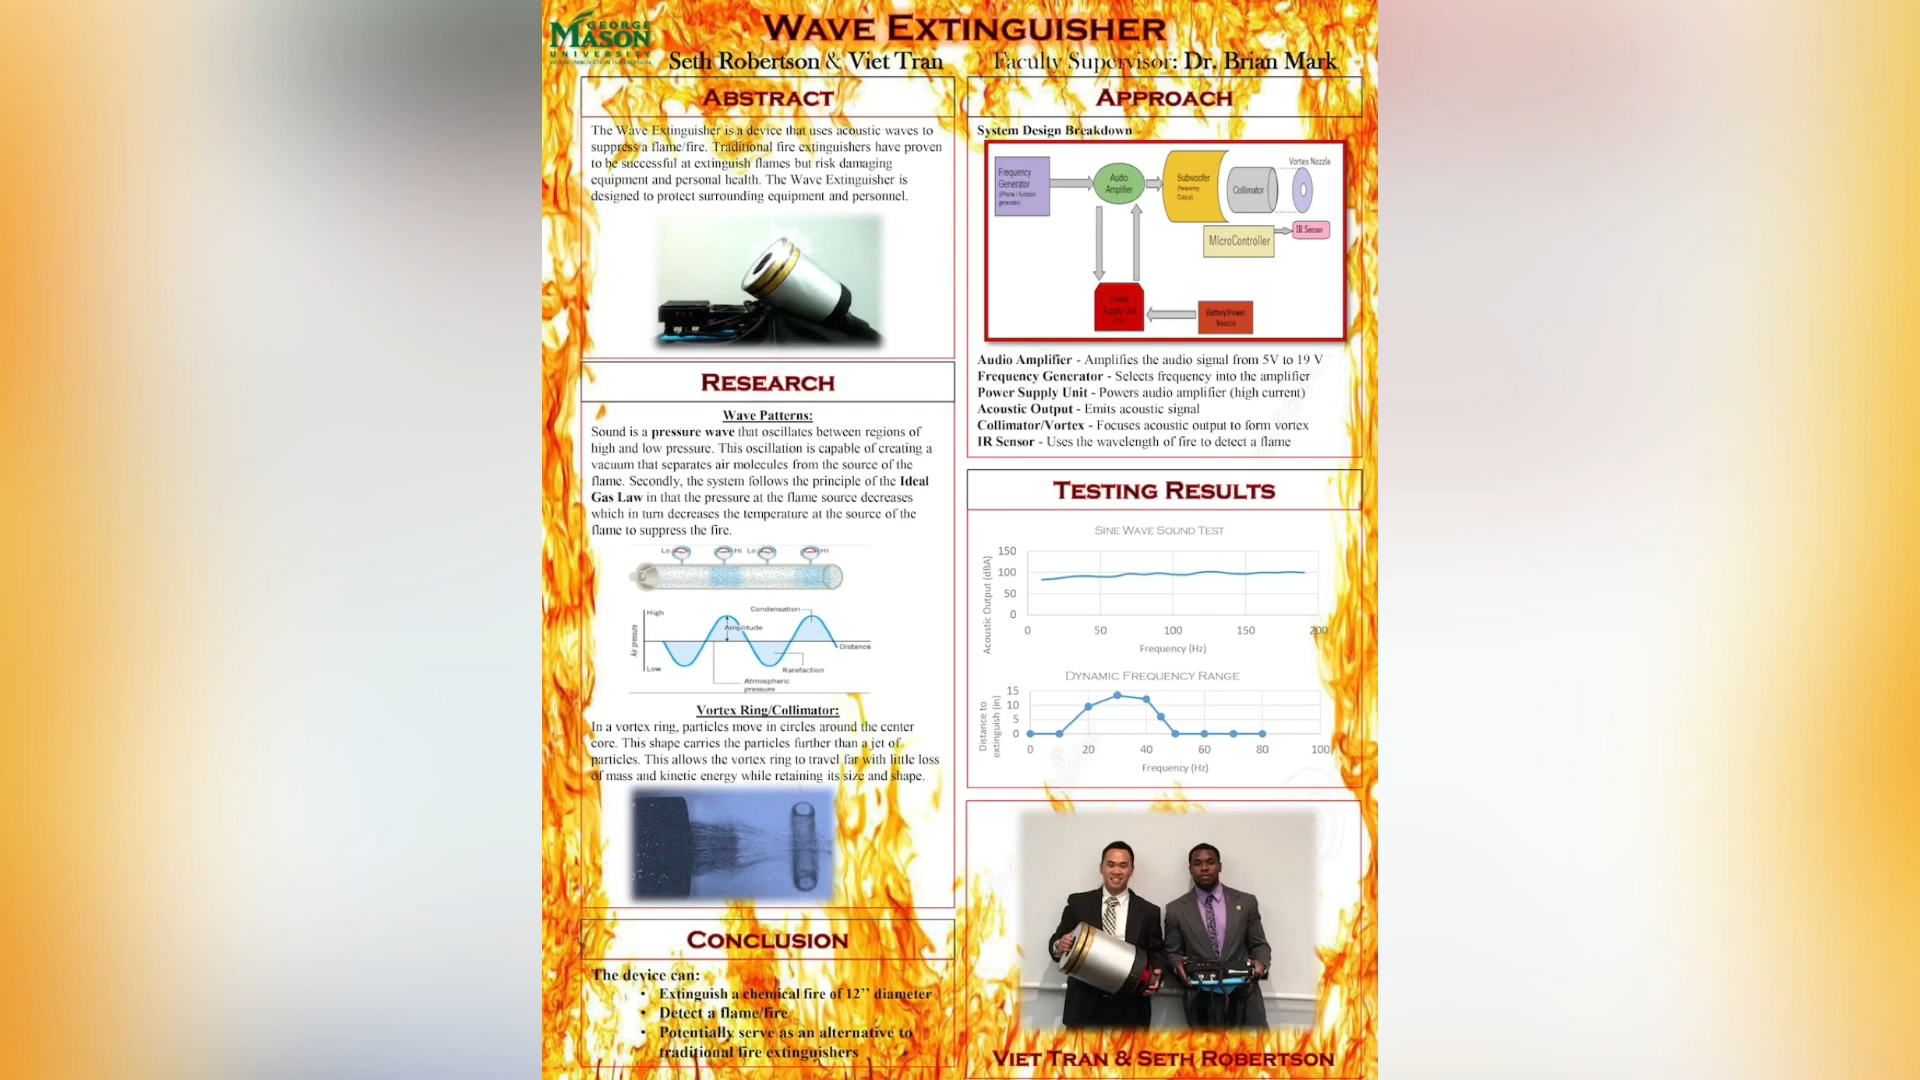 GEORGE
MASON
UNIVERSITY
WAVE EXTINGUISHER
Seth Robertson & Viet Tran
Faculty Supervisor: Dr. Brian Mark
ABSTRACT
The Wave Extinguisher is a device that uses acoustic waves to
suppress a flame/fire. Traditional fire extinguishers have proven
to be successful at extinguish flames but risk damaging
equipment and personal health. The Wave Extinguisher is
designed to protect surrounding equipment and personnel.
RESEARCH
Wave Patterns:
Sound is a pressure wave that oscillates between regions of
high and low pressure. This oscillation is capable of creating a
vacuum that separates air molecules from the source of the
flame. Secondly, the system follows the principle of the Ideal
Gas Law in that the pressure at the flame source decreases
which in turn decreases the temperature at the source of the
flame to suppress the fire.
Lo Hi Lo Hi
High
Condensation
Amplitude
Air pressure
Distance
Low
Rarefaction
Atmospheric
pressure
Vortex Ring/Collimator:
In a vortex ring, particles move in circles around the center
core. This shape carries the particles further than a jet of
particles. This allows the vortex ring to travel far with little loss
of mass and kinetic energy while retaining its size and shape.
CONCLUSION
The device can:
• Extinguish a chemical fire of 12’’ diameter
• Detect a flame/fire
• Potentially serve as an alternative to
traditional fire extinguishers
APPROACH
System Design Breakdown
Frequency
Generator
(iPhone / function
generator)
Audio
Amplifier
Subwoofer
(frequency
Output)
Collimator
Vortex Nozzle
MicroController
IR Sensor
Power
Supply Unit
Battery/Power
Source
Audio Amplifier - Amplifies the audio signal from 5V to 19 V
Frequency Generator - Selects frequency into the amplifier
Power Supply Unit - Powers audio amplifier (high current)
Acoustic Output - Emits acoustic signal
Collimator/Vortex - Focuses acoustic output to form vortex
IR Sensor - Uses the wavelength of fire to detect a flame
TESTING RESULTS
SINE WAVE SOUND TEST
Acoustic Output (dBA)
150
100
50
0
0 50 100 150 200
Frequency (Hz)
DYNAMIC FREQUENCY RANGE
Distance to
extinguish (in)
15
10
5
0
0 20 40 60 80 100
Frequency (Hz)
VIET TRAN & SETH ROBERTSON